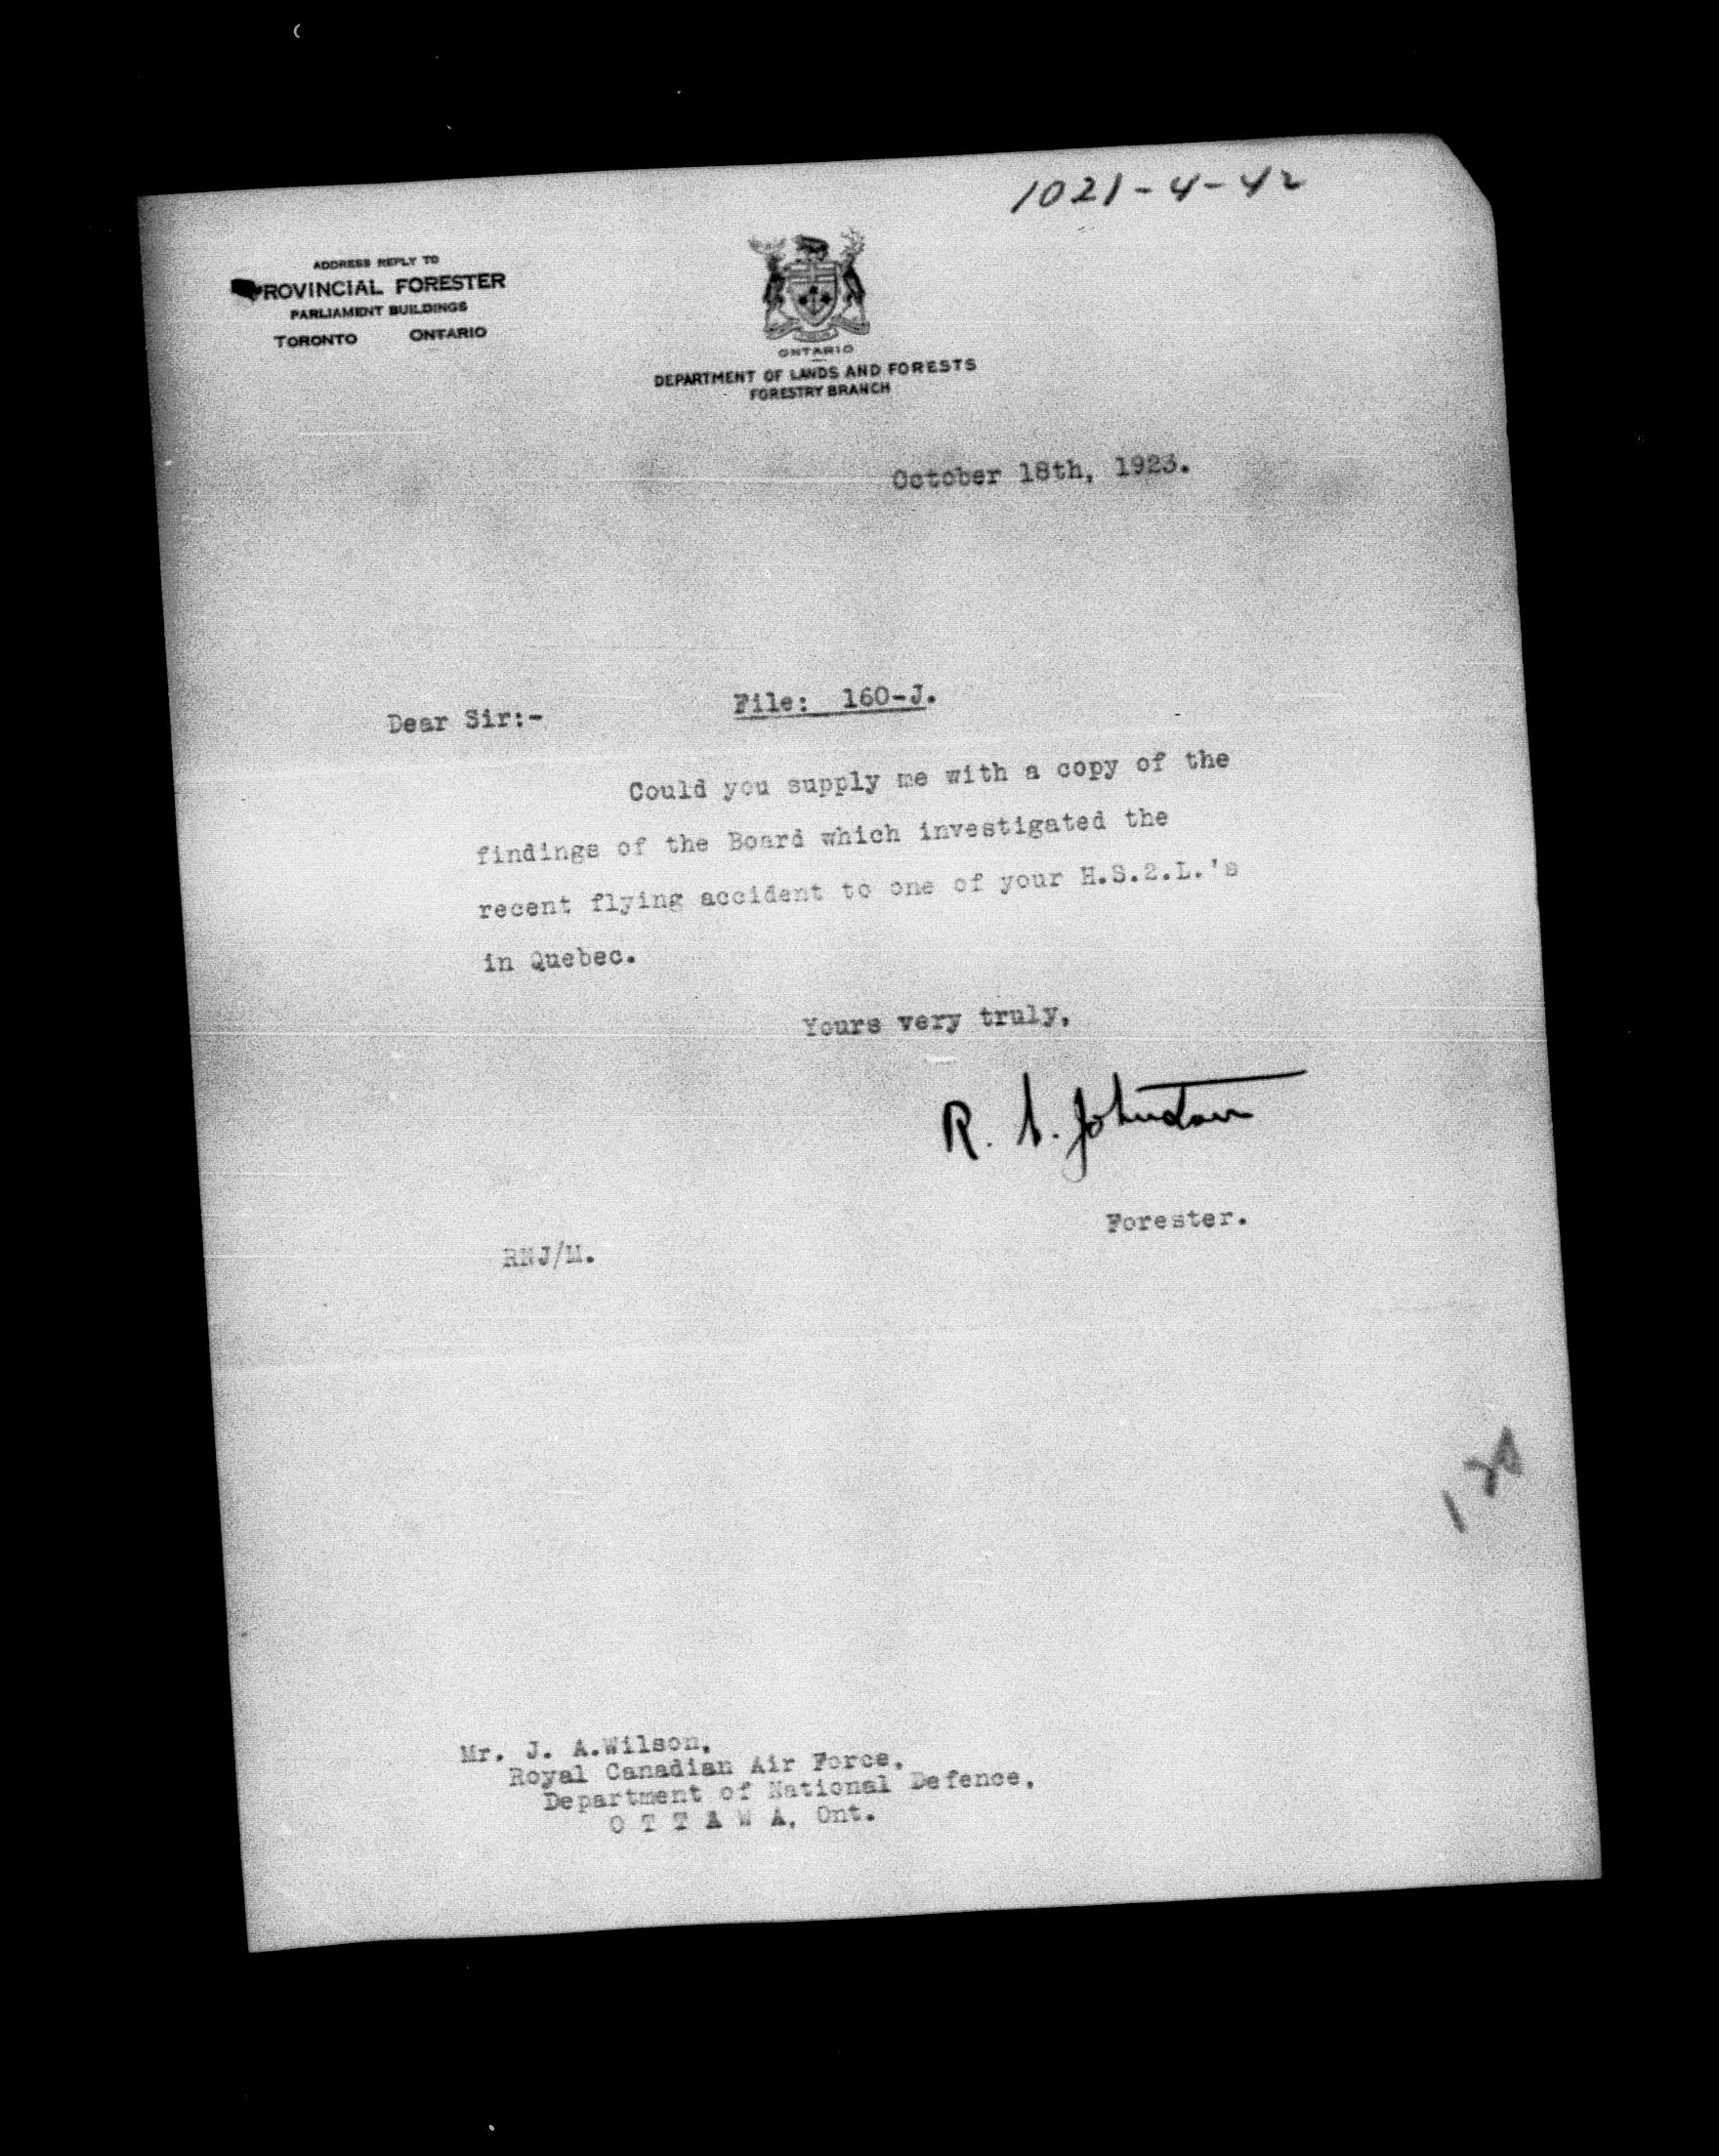 1021-4-42
ADDRESS REPLY TO
PROVINCIAL FORESTER
PARLIAMENT BUILDINGS
TORONTO ONTARIO
ONTARIO
DEPARTMENT OF LANDS AND FORESTS
FORESTRY BRANCH
October 18th, 1923.
Dear Sir:- File: 160-J.
Could you supply me with a copy of the
findings of the Board which investigated the
recent flying accident to one of your H.S.2.L.'s
in Quebec.
Yours very truly,
R. N. Johnston
Forester.
RNJ/M.
Mr. J. A.Wilson,
Royal Canadian Air Force,
Department of National Defence,
O T T A W A, Ont.